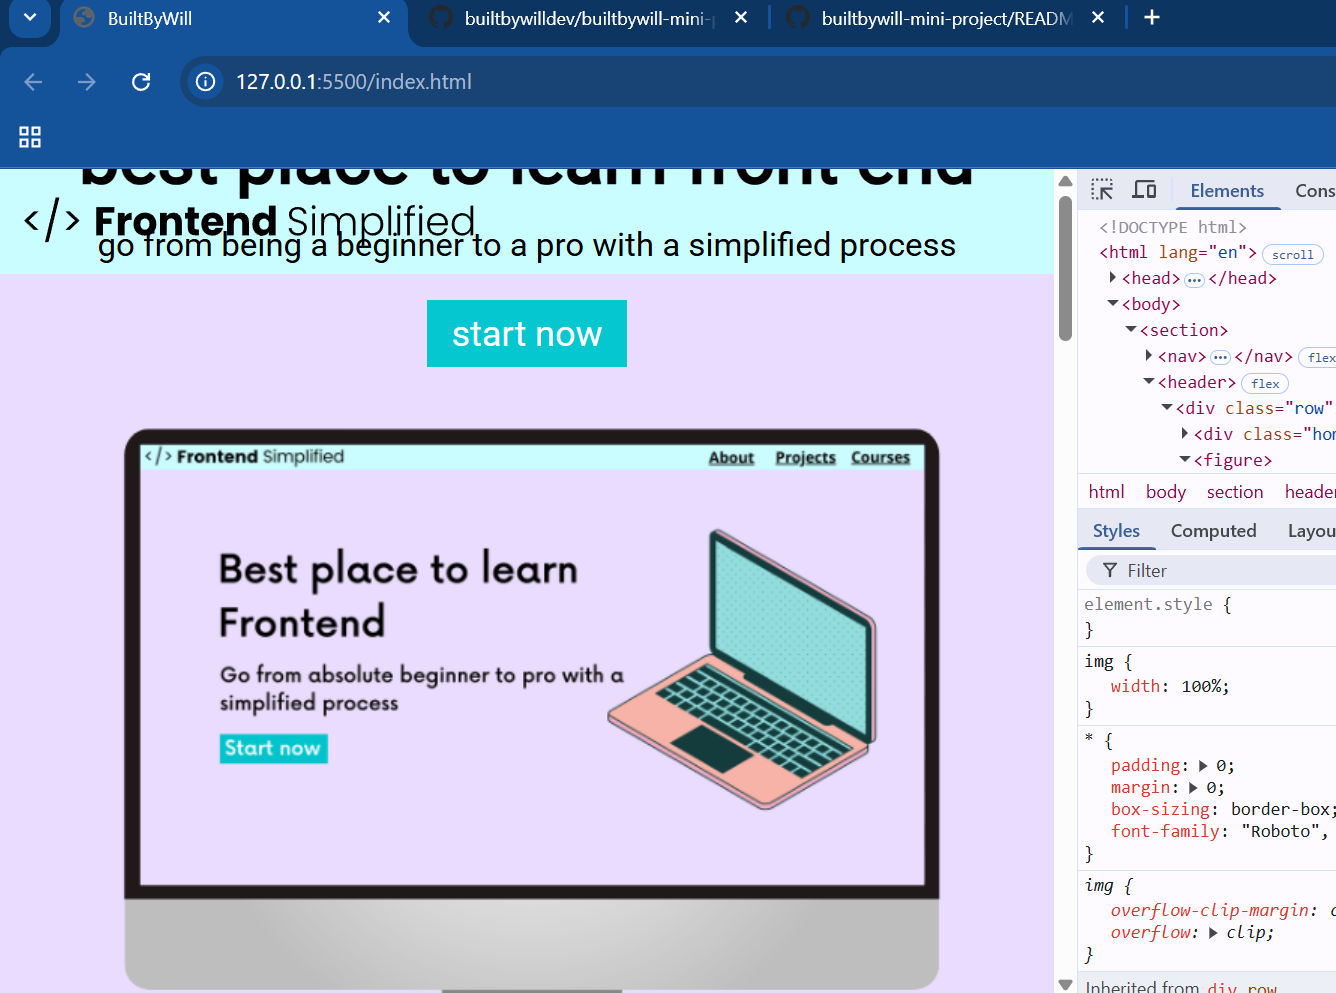 BuiltByWill
builtbywilldev/builtbywill-mini-p
builtbywill-mini-project/READM
127.0.0.1:5500/index.html
best place to learn front end
</> Frontend Simplified
go from being a beginner to a pro with a simplified process
start now
</> Frontend Simplified
About Projects Courses
Best place to learn
Frontend
Go from absolute beginner to pro with a
simplified process
Start now
Elements Cons
<!DOCTYPE html>
<html lang="en"> scroll
<head> ••• </head>
<body>
<section>
<nav> ••• </nav> flex
<header> flex
<div class="row"
<div class="hom
<figure>
html body section header
Styles Computed Layou
Filter
element.style {
}
img {
width: 100%;
}
* {
padding: 0;
margin: 0;
box-sizing: border-box;
font-family: "Roboto",
}
img {
overflow-clip-margin: c
overflow: clip;
}
Inherited from div.row